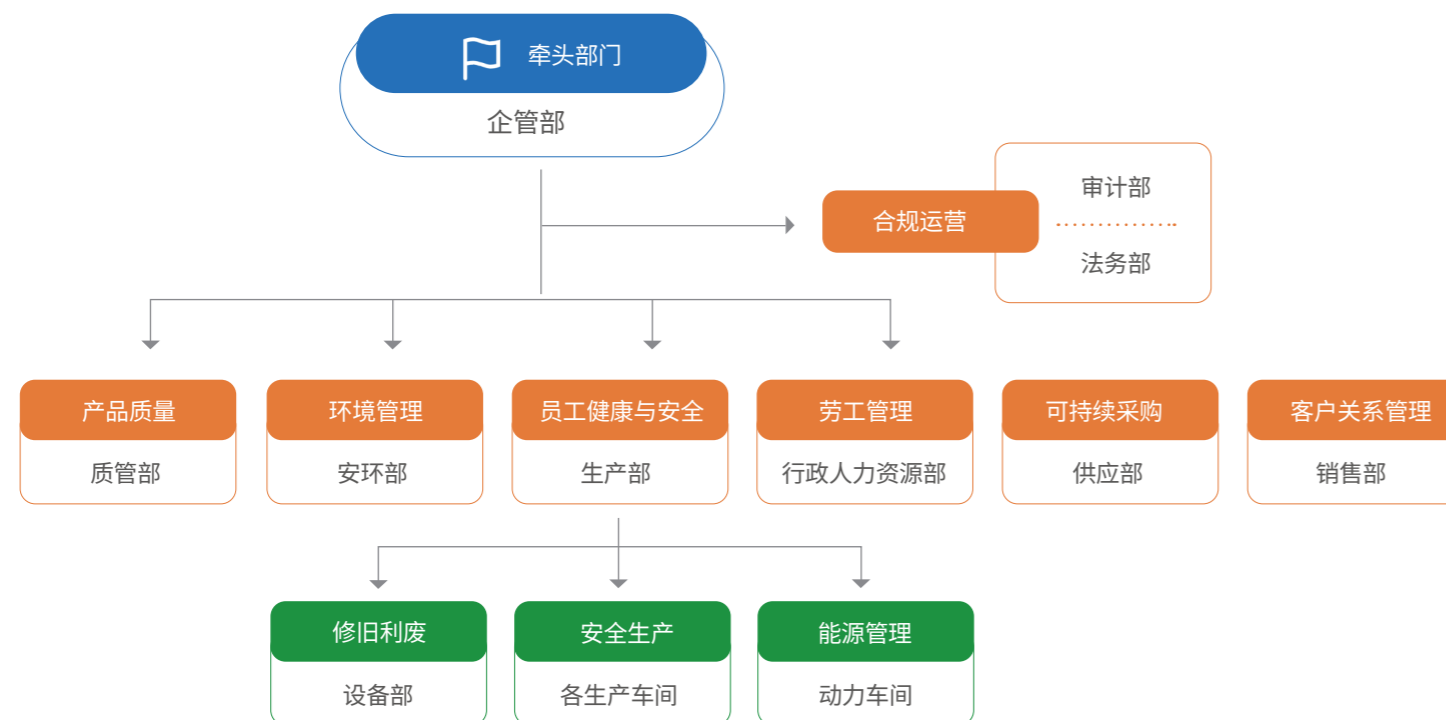 牵头部门
企管部
合规运营
审计部
法务部
产品质量
质管部
环境管理
安环部
员工健康与安全
生产部
劳工管理
行政人力资源部
可持续采购
供应部
客户关系管理
销售部
修旧利废
设备部
安全生产
各生产车间
能源管理
动力车间